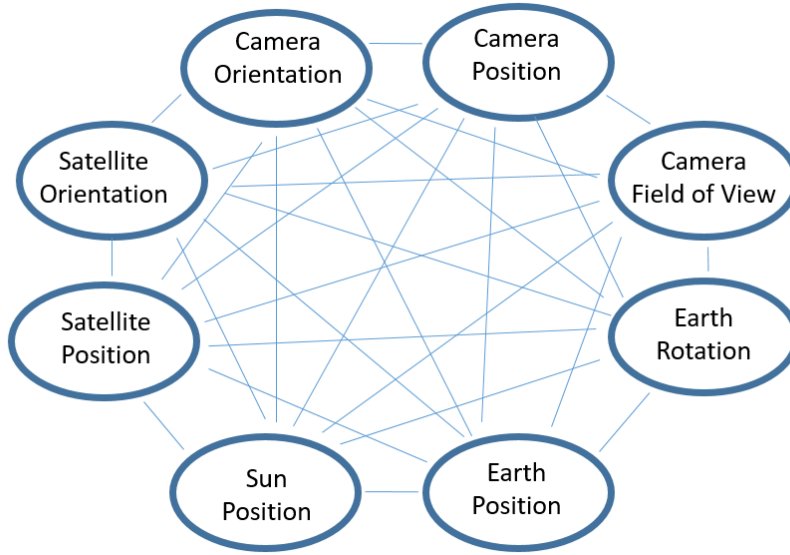 Camera
Orientation
Camera
Position
Satellite
Orientation
Camera
Field of View
Satellite
Position
Earth
Rotation
Sun
Position
Earth
Position